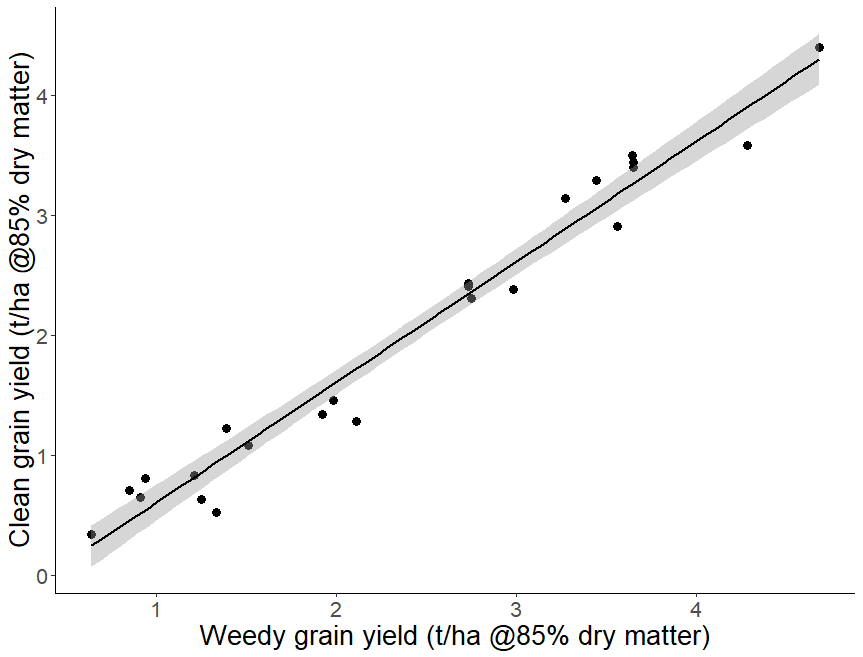 Clean grain yield (t/ha @85% dry matter)
4
3
2
1
0
1 2 3 4
Weedy grain yield (t/ha @85% dry matter)